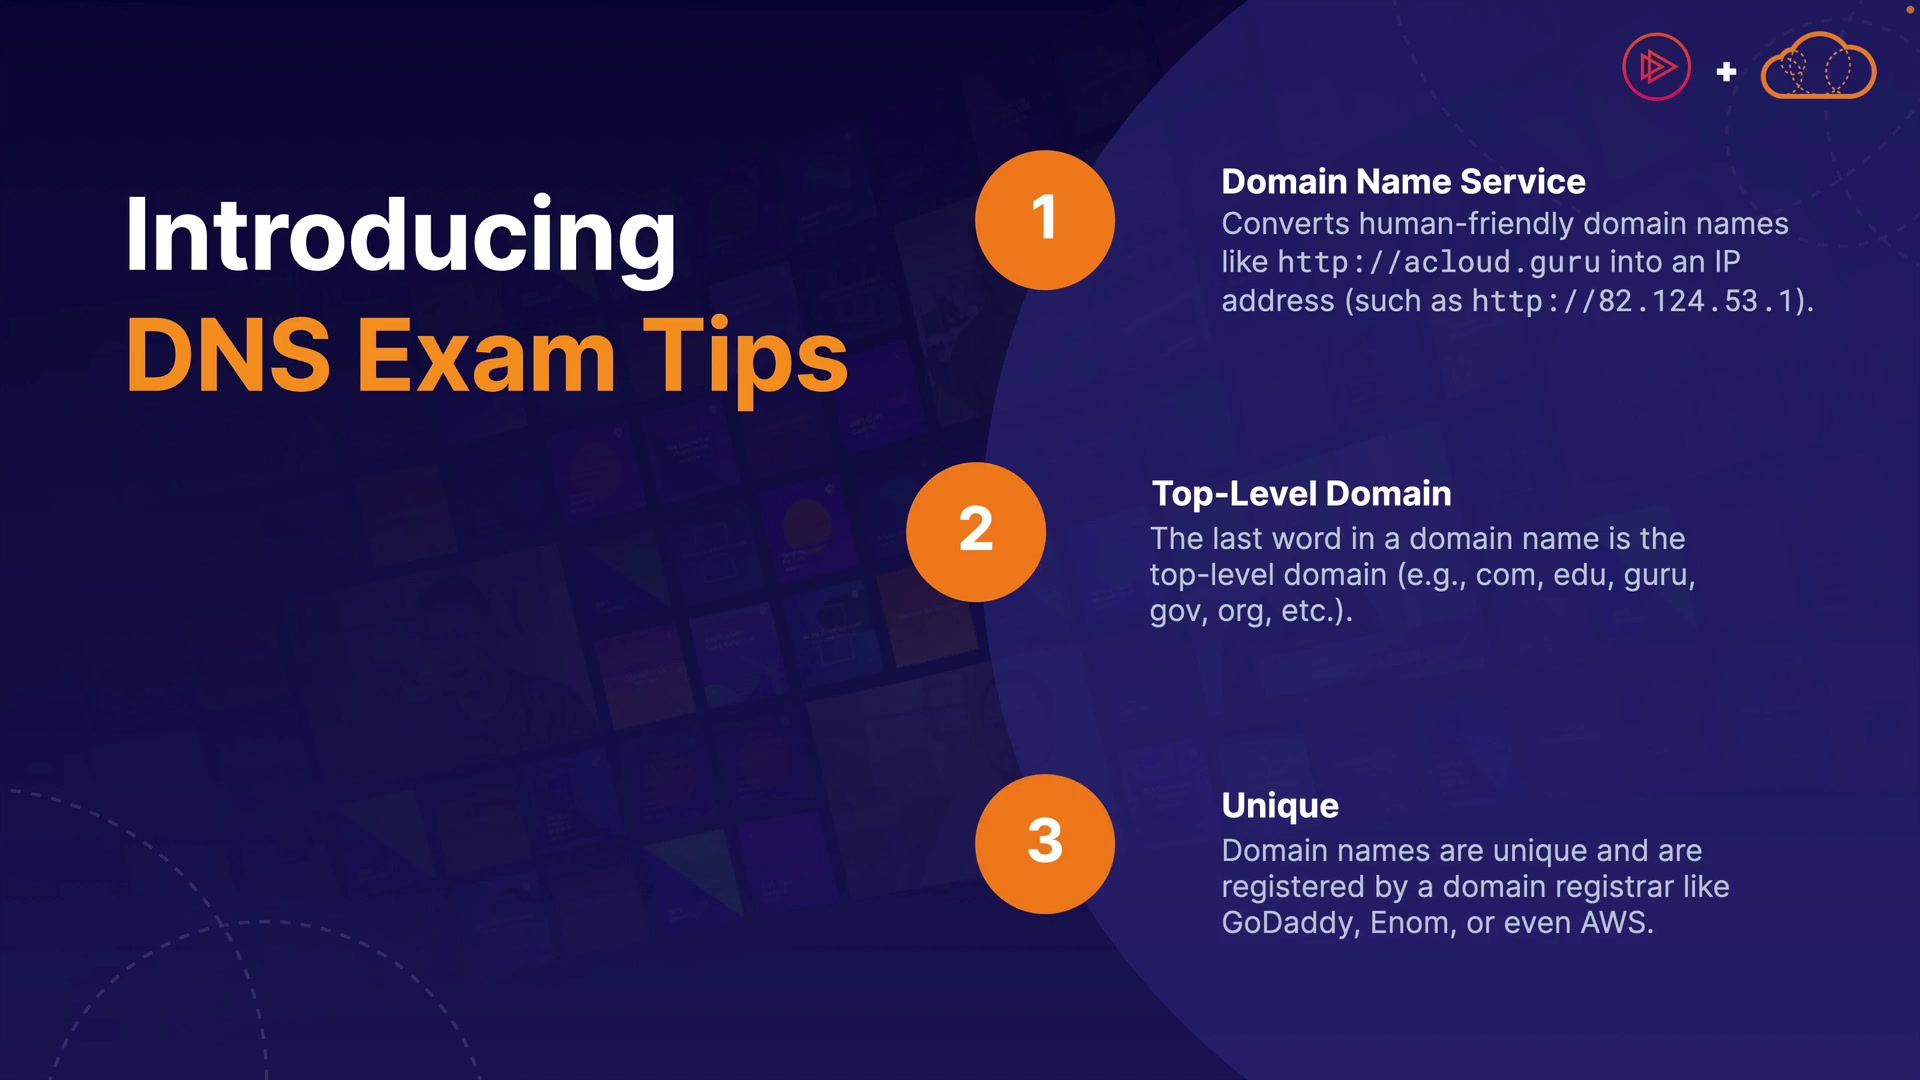 Introducing
DNS Exam Tips
1
Domain Name Service
Converts human-friendly domain names
like http://acloud.guru into an IP
address (such as http://82.124.53.1).
2
Top-Level Domain
The last word in a domain name is the
top-level domain (e.g., com, edu, guru,
gov, org, etc.).
3
Unique
Domain names are unique and are
registered by a domain registrar like
GoDaddy, Enom, or even AWS.